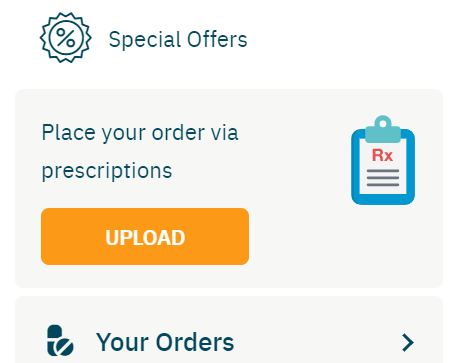 Special Offers
Place your order via
prescriptions
Rx
UPLOAD
Your Orders